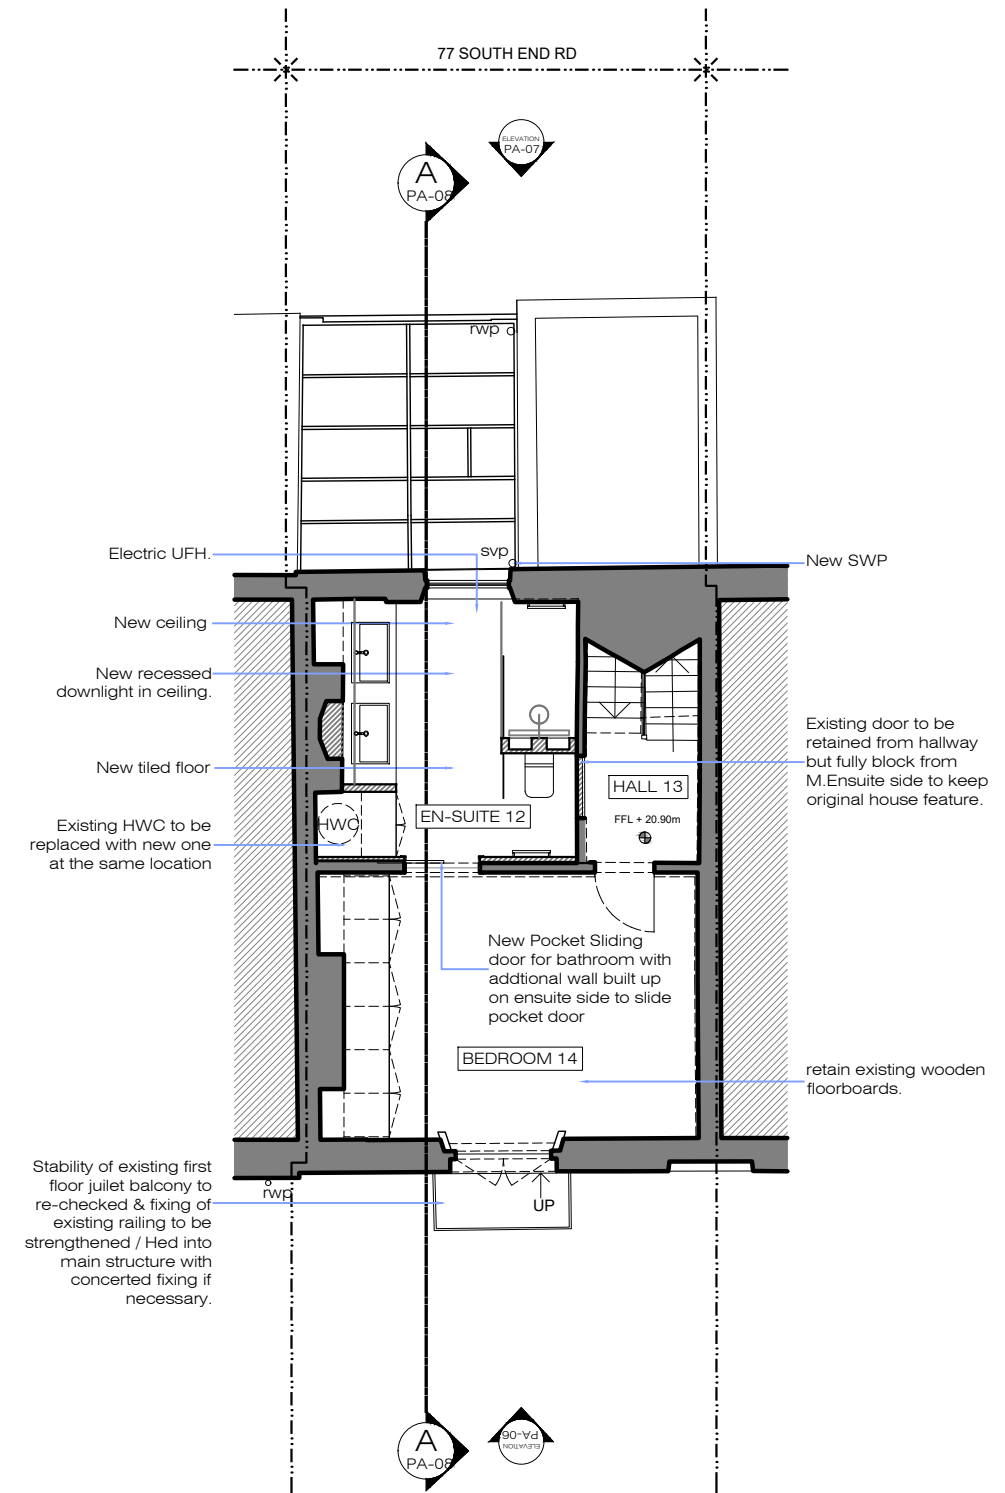 77 SOUTH END RD
ELEVATION
PA-07
A
PA-08
rwp
svp
Electric UFH.
New SWP
New ceiling
New recessed
downlight in ceiling.
New tiled floor
Existing door to be
retained from hallway
but fully block from
M.Ensuite side to keep
original house feature.
HALL 13
FFL + 20.90m
EN-SUITE 12
HWC
Existing HWC to be
replaced with new one
at the same location
New Pocket Sliding
door for bathroom with
addtional wall built up
on ensuite side to slide
pocket door
BEDROOM 14
retain existing wooden
floorboards.
Stability of existing first
floor juilet balcony to
re-checked & fixing of
existing railing to be
strengthened / Hed into
main structure with
concerted fixing if
necessary.
rwp
UP
A
PA-08
PA-06
ELEVATION